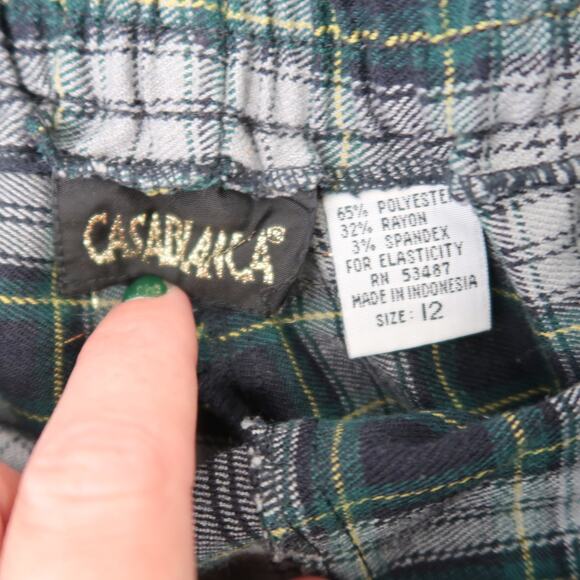 CASABLANCA®
65% POLYESTER
32% RAYON
3% SPANDEX
FOR ELASTICITY
RN 53487
MADE IN INDONESIA
SIZE: 12